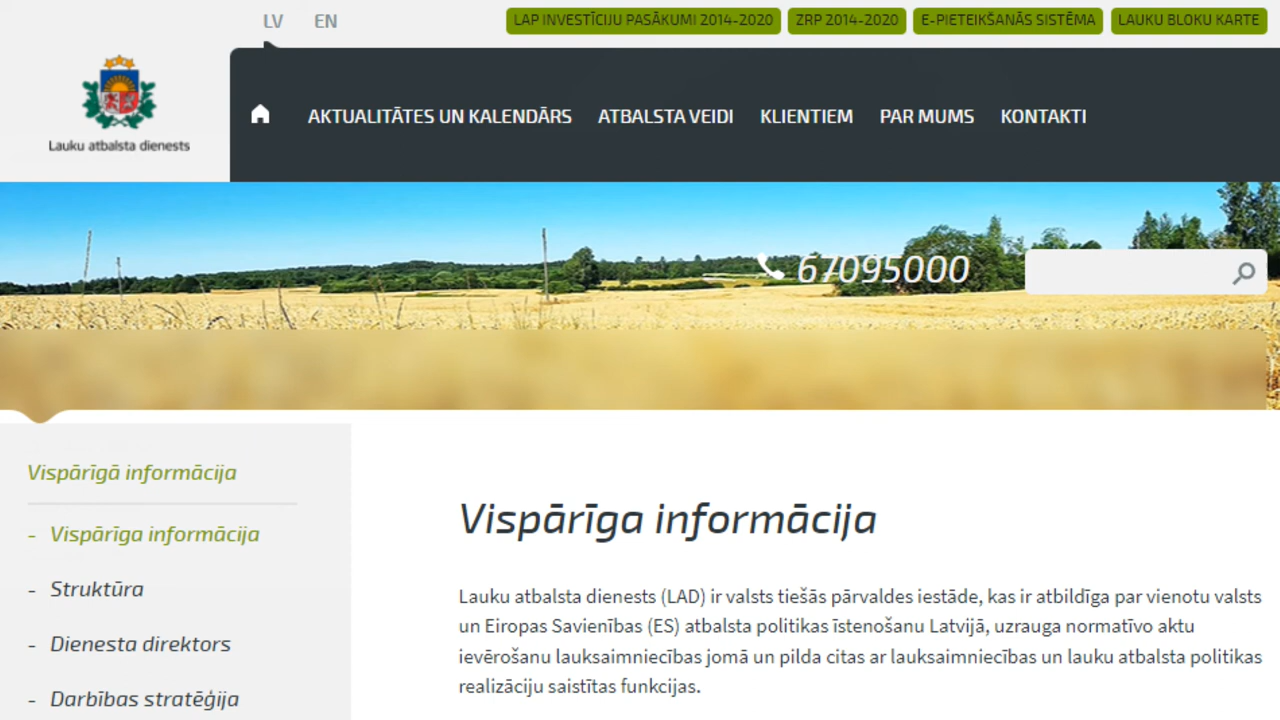 LV EN
LAP INVESTĪCIJU PASĀKUMI 2014-2020 ZRP 2014-2020 E-PIETEIKŠANĀS SISTĒMA LAUKU BLOKU KARTE
Lauku atbalsta dienests
AKTUALITĀTES UN KALENDĀRS ATBALSTA VEIDI KLIENTIEM PAR MUMS KONTAKTI
67095000
Vispārīgā informācija
- Vispārīga informācija
- Struktūra
- Dienesta direktors
- Darbības stratēģija
Vispārīga informācija
Lauku atbalsta dienests (LAD) ir valsts tiešās pārvaldes iestāde, kas ir atbildīga par vienotu valsts
un Eiropas Savienības (ES) atbalsta politikas īstenošanu Latvijā, uzrauga normatīvo aktu
ievērošanu lauksaimniecības jomā un pilda citas ar lauksaimniecības un lauku atbalsta politikas
realizāciju saistītas funkcijas.